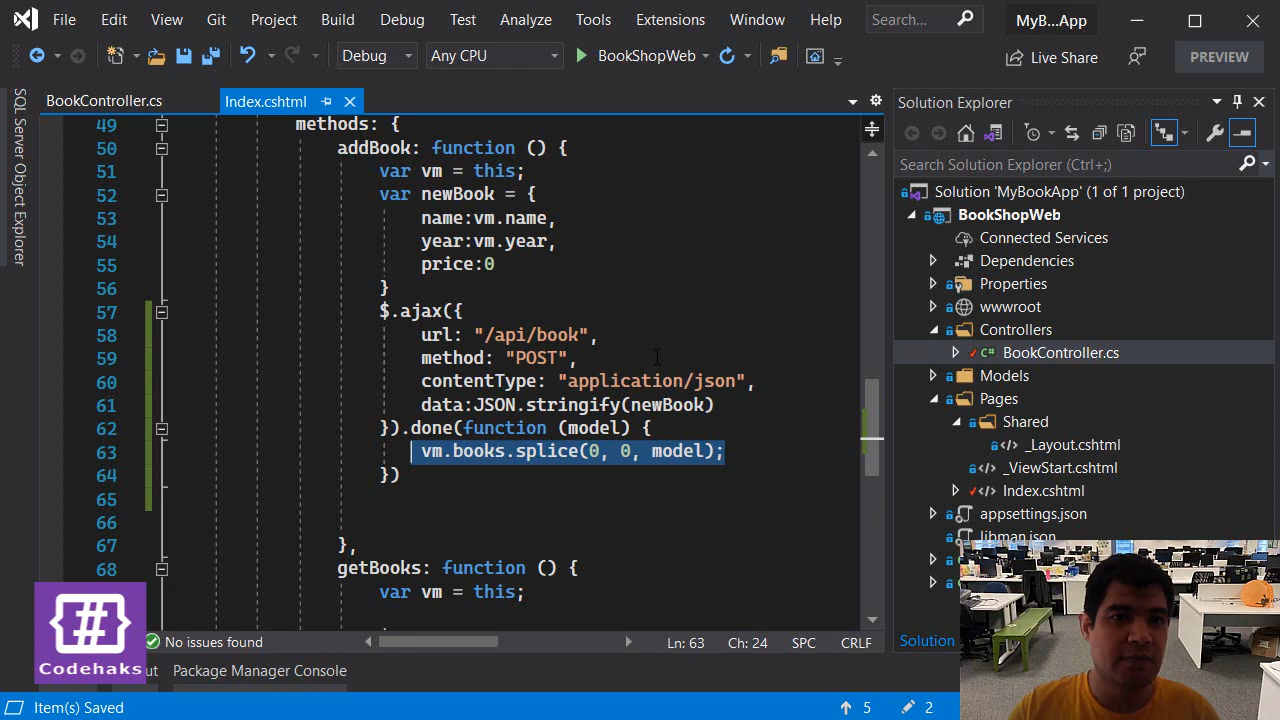 File Edit View Git Project Build Debug Test Analyze Tools Extensions Window Help Search... MyB...App
Debug Any CPU BookShopWeb Live Share PREVIEW
SQL Server Object Explorer
BookController.cs Index.cshtml
49 methods: {
50 addBook: function () {
51 var vm = this;
52 var newBook = {
53 name:vm.name,
54 year:vm.year,
55 price:0
56 }
57 $.ajax({
58 url: "/api/book",
59 method: "POST",
60 contentType: "application/json",
61 data:JSON.stringify(newBook)
62 }).done(function (model) {
63 vm.books.splice(0, 0, model);
64 })
65
66
67 },
68 getBooks: function () {
var vm = this;
No issues found Ln: 63 Ch: 24 SPC CRLF
Package Manager Console
Item(s) Saved 5 2
Solution Explorer
Search Solution Explorer (Ctrl+;)
Solution 'MyBookApp' (1 of 1 project)
BookShopWeb
Connected Services
Dependencies
Properties
wwwroot
Controllers
C# BookController.cs
Models
Pages
Shared
_Layout.cshtml
_ViewStart.cshtml
Index.cshtml
appsettings.json
libman.json
Solution
{#}
Codehaks